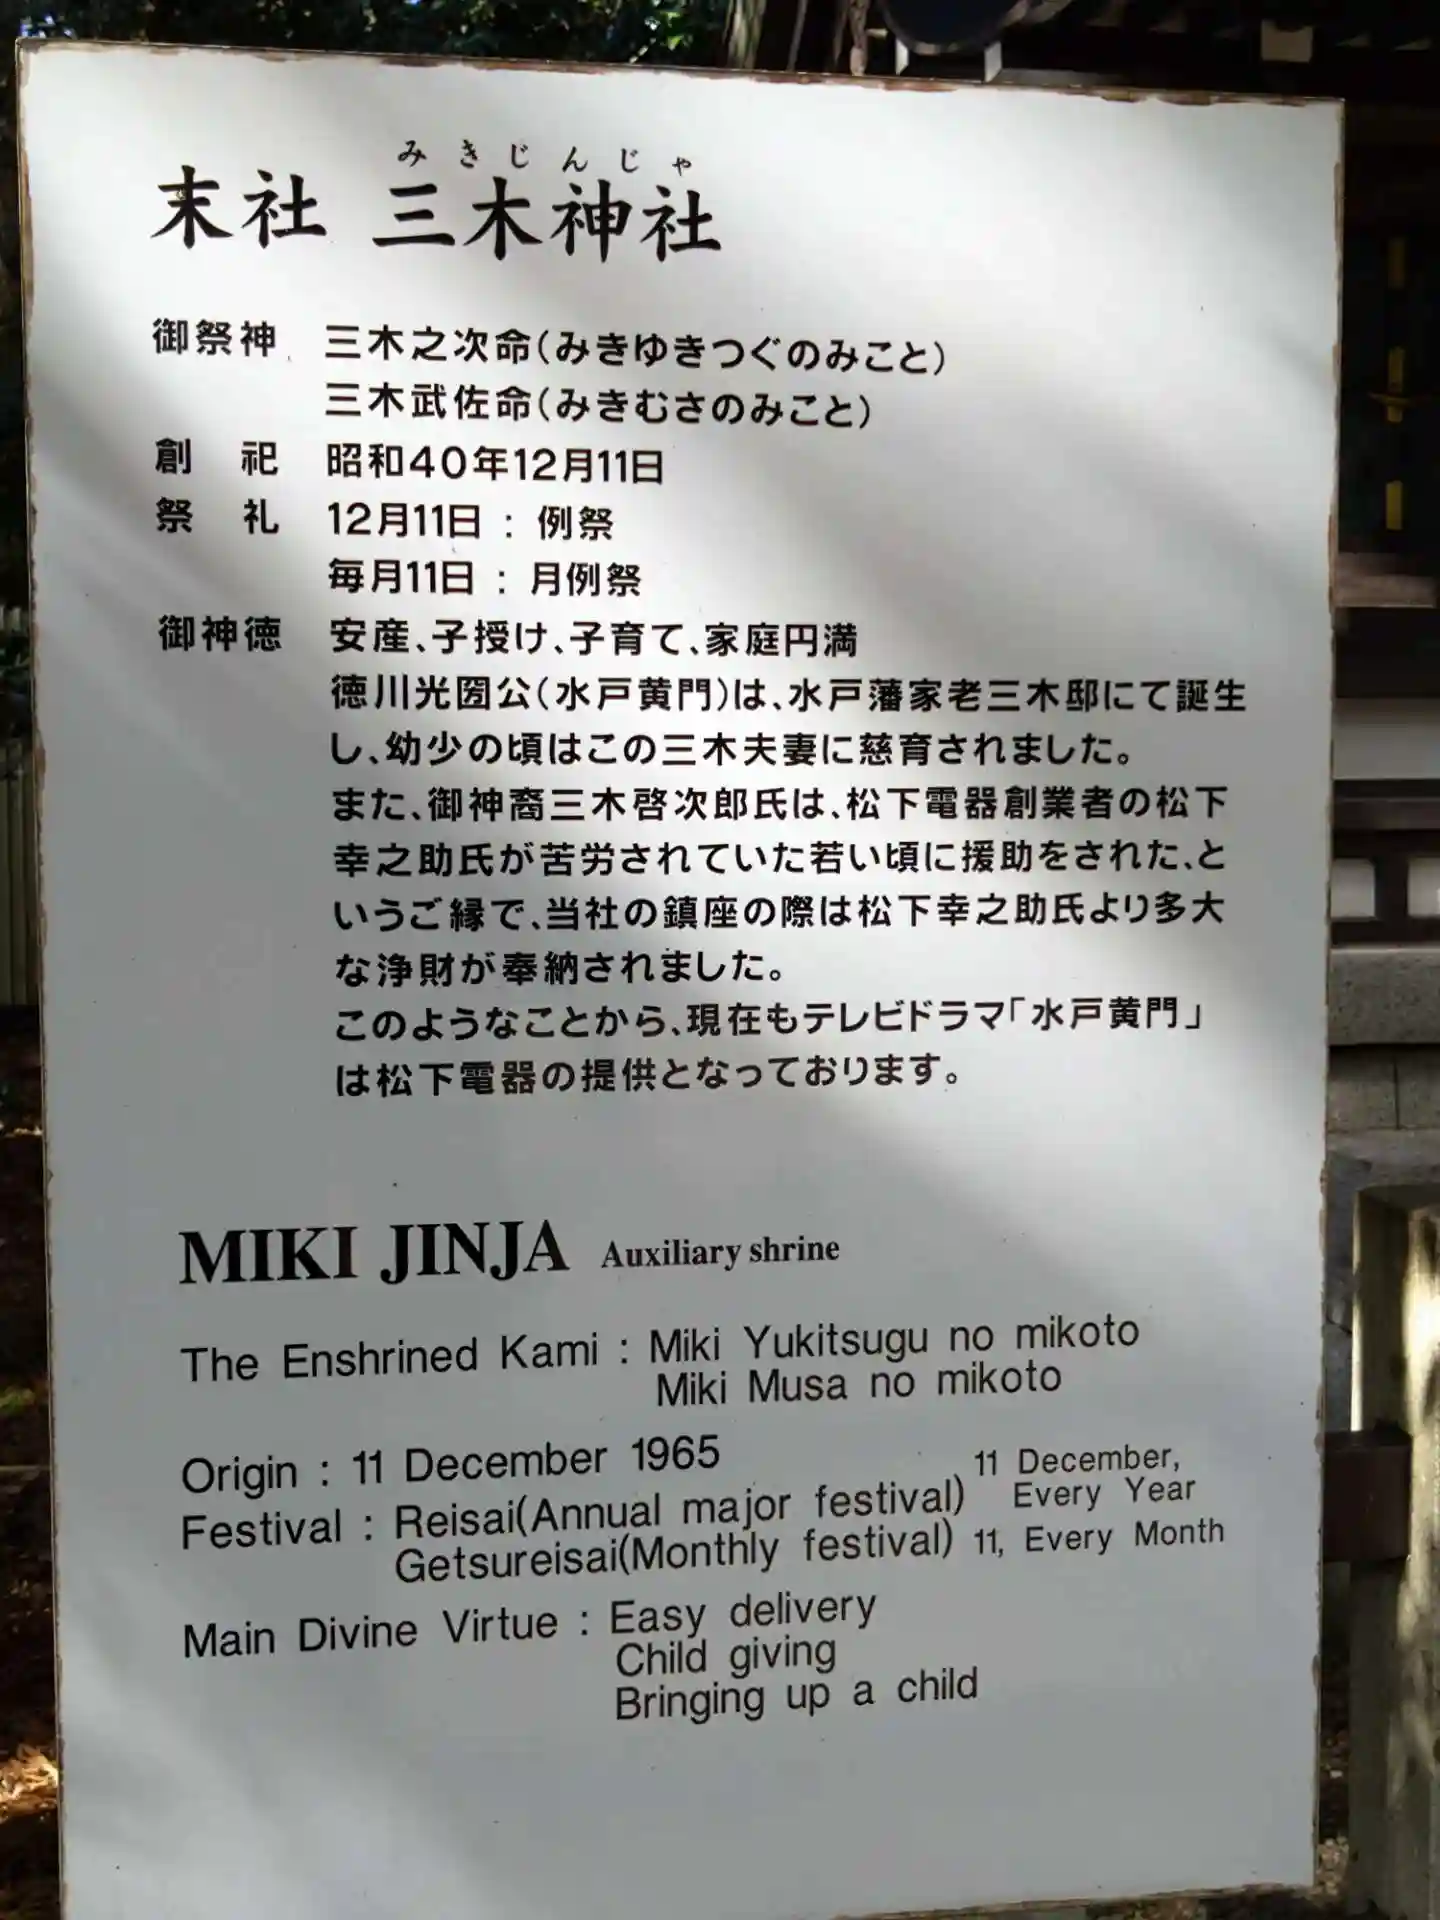 みきじんじゃ
末社 三木神社
御祭神 三木之次命(みきゆきつぐのみこと)
三木武佐命(みきむさのみこと)
創 祀 昭和40年12月11日
祭 礼 12月11日 : 例祭
毎月11日 : 月例祭
御神徳 安産、子授け、子育て、家庭円満
徳川光圀公(水戸黄門)は、水戸藩家老三木邸にて誕生
し、幼少の頃はこの三木夫妻に慈育されました。
また、御神裔三木啓次郎氏は、松下電器創業者の松下
幸之助氏が苦労されていた若い頃に援助をされた、と
いうご縁で、当社の鎮座の際は松下幸之助氏より多大
な浄財が奉納されました。
このようなことから、現在もテレビドラマ「水戸黄門」
は松下電器の提供となっております。
MIKI JINJA Auxiliary shrine
The Enshrined Kami : Miki Yukitsugu no mikoto
Miki Musa no mikoto
Origin : 11 December 1965
Festival : Reisai(Annual major festival) 11 December,
Every Year
Getsureisai(Monthly festival) 11, Every Month
Main Divine Virtue : Easy delivery
Child giving
Bringing up a child